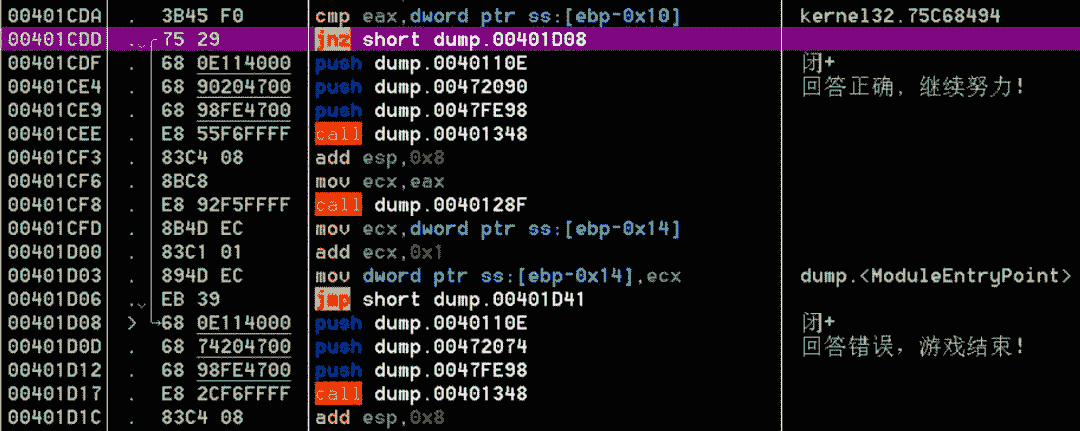 00401CDA . 3B45 F0 cmp eax,dword ptr ss:[ebp-0x10] kernel32.75C68494
00401CDD . 75 29 jnz short dump.00401D08
00401CDF . 68 0E114000 push dump.0040110E 闭+
00401CE4 . 68 90204700 push dump.00472090 回答正确，继续努力!
00401CE9 . 68 98FE4700 push dump.0047FE98
00401CEE . E8 55F6FFFF call dump.00401348
00401CF3 . 83C4 08 add esp,0x8
00401CF6 . 8BC8 mov ecx,eax
00401CF8 . E8 92F5FFFF call dump.0040128F
00401CFD . 8B4D EC mov ecx,dword ptr ss:[ebp-0x14]
00401D00 . 83C1 01 add ecx,0x1
00401D03 . 894D EC mov dword ptr ss:[ebp-0x14],ecx dump.<ModuleEntryPoint>
00401D06 . EB 39 jmp short dump.00401D41
00401D08 > 68 0E114000 push dump.0040110E 闭+
00401D0D . 68 74204700 push dump.00472074 回答错误，游戏结束!
00401D12 . 68 98FE4700 push dump.0047FE98
00401D17 . E8 2CF6FFFF call dump.00401348
00401D1C . 83C4 08 add esp,0x8